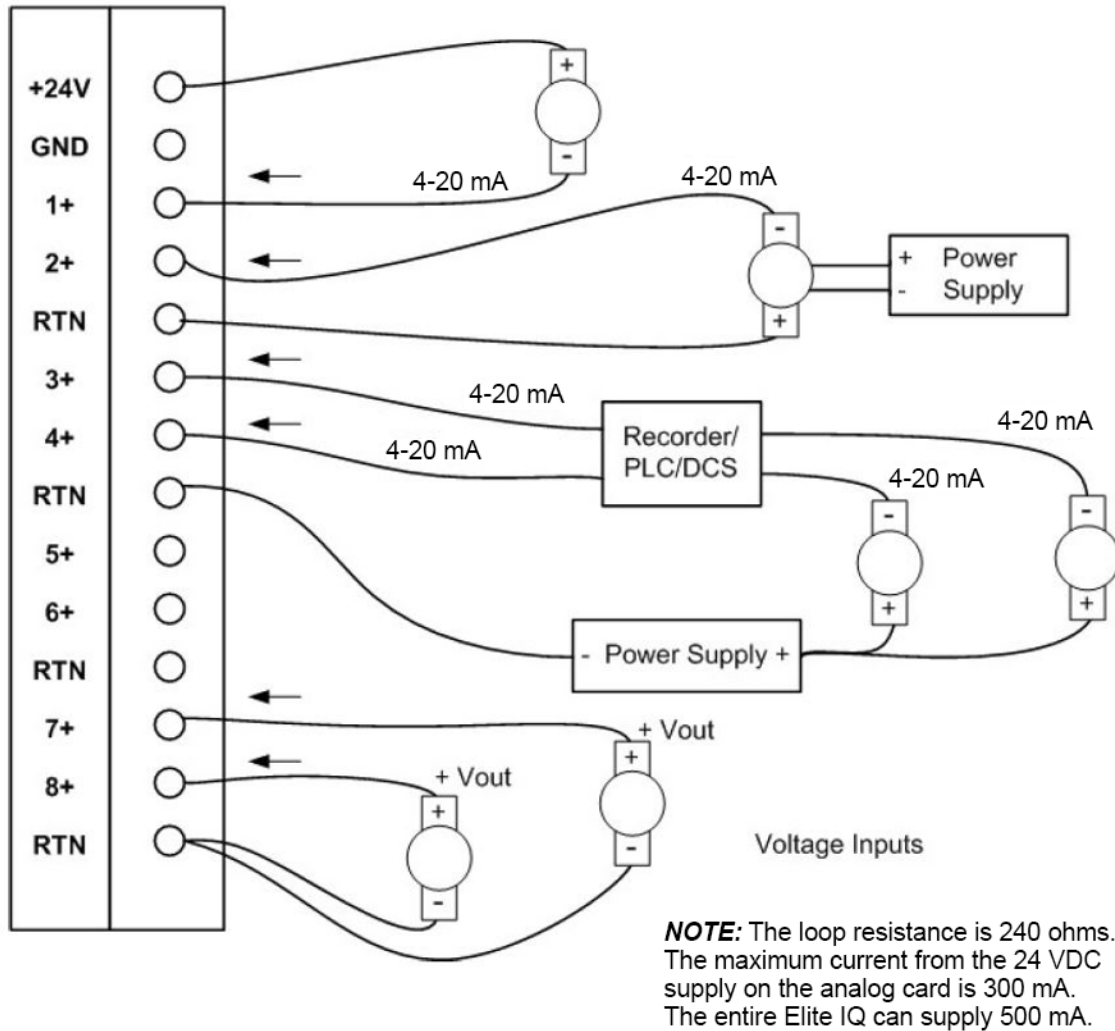 +24V
GND
1+
2+
RTN
3+
4+
RTN
5+
6+
RTN
7+
8+
RTN
+
-
4-20 mA
4-20 mA
-
+
+ Power
- Supply
4-20 mA
4-20 mA
Recorder/
PLC/DCS
4-20 mA
4-20 mA
-
+
-
+
- Power Supply +
+ Vout
+
-
+ Vout
+
-
Voltage Inputs
NOTE: The loop resistance is 240 ohms.
The maximum current from the 24 VDC
supply on the analog card is 300 mA.
The entire Elite IQ can supply 500 mA.